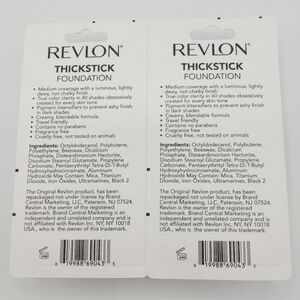 REVLON
THICKSTICK
FOUNDATION
• Medium coverage with a luminous, lightly
dewy, not-chalky finish
• True color clarity in 40 shades obsessively
created for every skin tone
• Pigment intensifiers to prevent ashy finish
in dark shades
• Creamy, blendable formula
• Travel friendly
• Contains no parabens
• Fragrance free
• Cruelty free, not tested on animals
Ingredients: Octyldodecanol, Polybutene,
Polyethylene, Beeswax, Dicalcium
Phosphate, Disteardimonium Hectorite,
Disodium Stearoyl Glutamate, Propylene
Carbonate, Pentaerythrityl Tetra Di-T-Butyl
Hydroxyhydrocinnamate, Aluminum
Hydroxide May Contain: Mica, Titanium
Dioxide, Iron Oxides, Ultramarines, Black 2
The Original Revlon Product, has been
repackaged not under license by Brand
Central Marketing, LLC, Paterson, NJ 07524.
Revlon is the owner of the registered
trademark. Brand Central Marketing is an
independent and unrelated company and is
not affiliated with Revlon Inc NY, NY 10018
USA., who is the owner of this trademark.
6 19988 69043 3
REVLON
THICKSTICK
FOUNDATION
• Medium coverage with a luminous, lightly
dewy, not-chalky finish
• True color clarity in 40 shades obsessively
created for every skin tone
• Pigment intensifiers to prevent ashy finish
in dark shades
• Creamy, blendable formula
• Travel friendly
• Contains no parabens
• Fragrance free
• Cruelty free, not tested on animals
Ingredients: Octyldodecanol, Polybutene,
Polyethylene, Beeswax, Dicalcium
Phosphate, Disteardimonium Hectorite,
Disodium Stearoyl Glutamate, Propylene
Carbonate, Pentaerythrityl Tetra Di-T-Butyl
Hydroxyhydrocinnamate, Aluminum
Hydroxide May Contain: Mica, Titanium
Dioxide, Iron Oxides, Ultramarines, Black 2
The Original Revlon Product, has been
repackaged not under license by Brand
Central Marketing, LLC, Paterson, NJ 07524.
Revlon is the owner of the registered
trademark. Brand Central Marketing is an
independent and unrelated company and is
not affiliated with Revlon Inc NY, NY 10018
USA., who is the owner of this trademark.
6 19988 69043 3